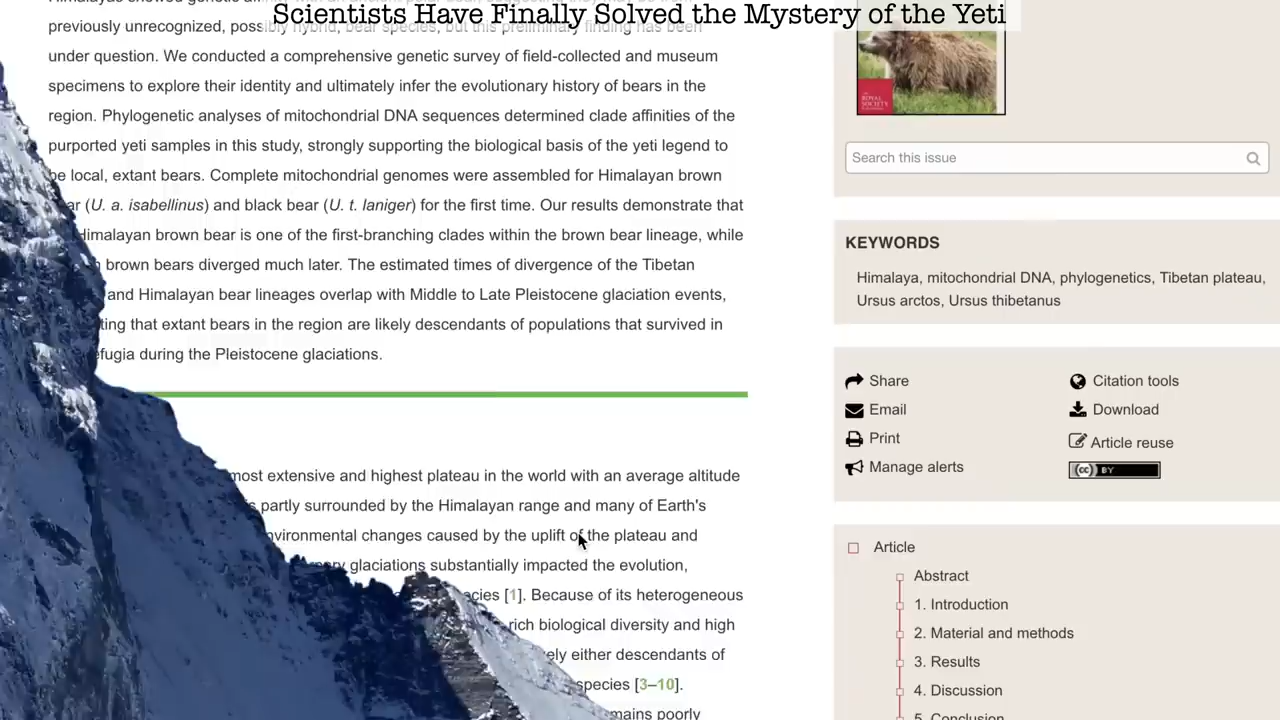 Scientists Have Finally Solved the Mystery of the Yeti
previously unrecognized, possibly hybrid, bear species, but this preliminary finding has been
under question. We conducted a comprehensive genetic survey of field-collected and museum
specimens to explore their identity and ultimately infer the evolutionary history of bears in the
region. Phylogenetic analyses of mitochondrial DNA sequences determined clade affinities of the
purported yeti samples in this study, strongly supporting the biological basis of the yeti legend to
be local, extant bears. Complete mitochondrial genomes were assembled for Himalayan brown
(U. a. isabellinus) and black bear (U. t. laniger) for the first time. Our results demonstrate that
Himalayan brown bear is one of the first-branching clades within the brown bear lineage, while
brown bears diverged much later. The estimated times of divergence of the Tibetan
and Himalayan bear lineages overlap with Middle to Late Pleistocene glaciation events,
that extant bears in the region are likely descendants of populations that survived in
during the Pleistocene glaciations.
most extensive and highest plateau in the world with an average altitude
partly surrounded by the Himalayan range and many of Earth's
changes caused by the uplift of the plateau and
glaciations substantially impacted the evolution,
[1]. Because of its heterogeneous
rich biological diversity and high
either descendants of
species [3–10].
poorly
THE
ROYAL
SOCIETY
Search this issue
KEYWORDS
Himalaya, mitochondrial DNA, phylogenetics, Tibetan plateau,
Ursus arctos, Ursus thibetanus
Share
Citation tools
Email
Download
Print
Article reuse
Manage alerts
(cc) BY
Article
Abstract
1. Introduction
2. Material and methods
3. Results
4. Discussion
5. Conclusion